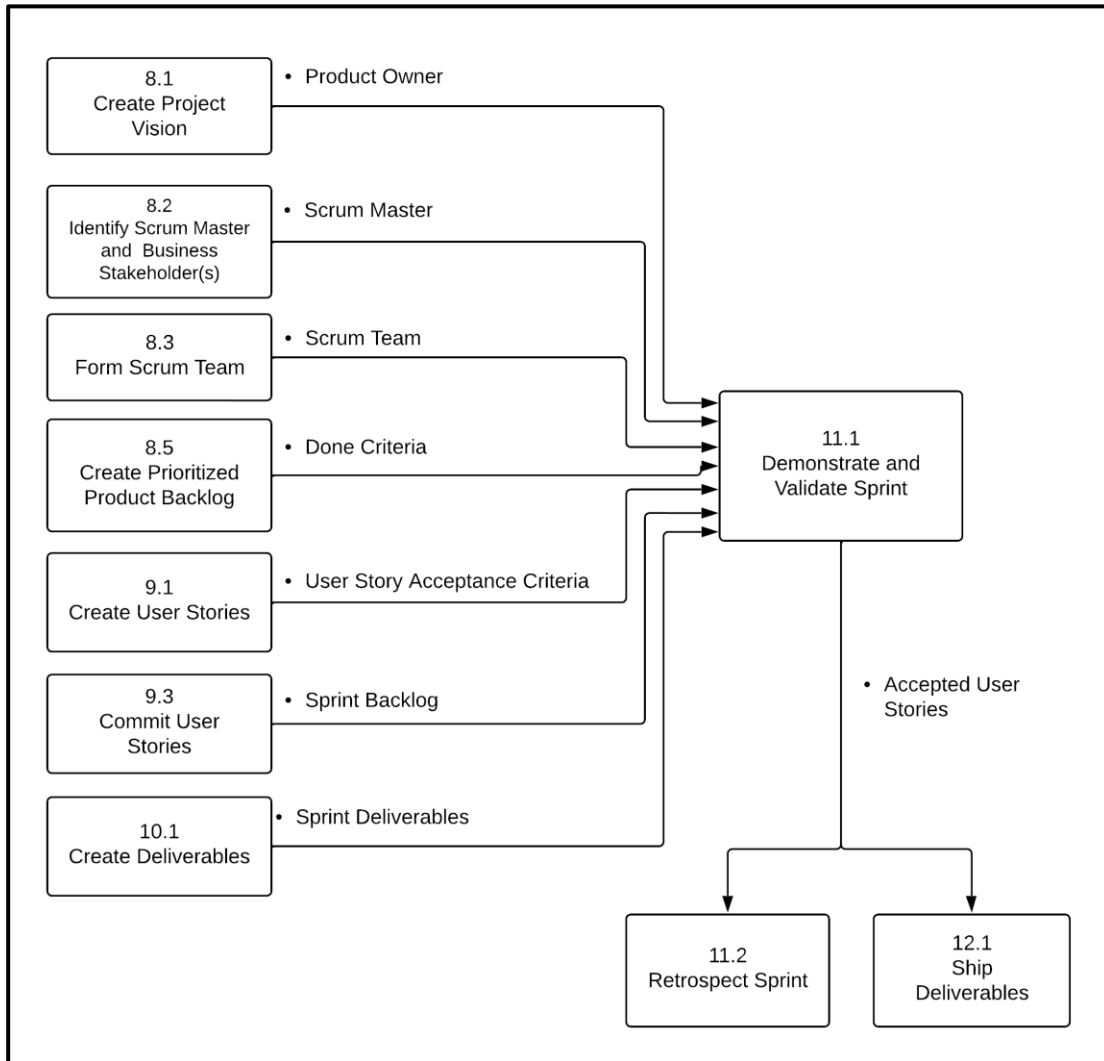 8.1
Create Project
Vision
• Product Owner
8.2
Identify Scrum Master
and Business
Stakeholder(s)
• Scrum Master
8.3
Form Scrum Team
• Scrum Team
8.5
Create Prioritized
Product Backlog
• Done Criteria
9.1
Create User Stories
• User Story Acceptance Criteria
9.3
Commit User
Stories
• Sprint Backlog
10.1
Create Deliverables
• Sprint Deliverables
11.1
Demonstrate and
Validate Sprint
• Accepted User
Stories
11.2
Retrospect Sprint
12.1
Ship
Deliverables